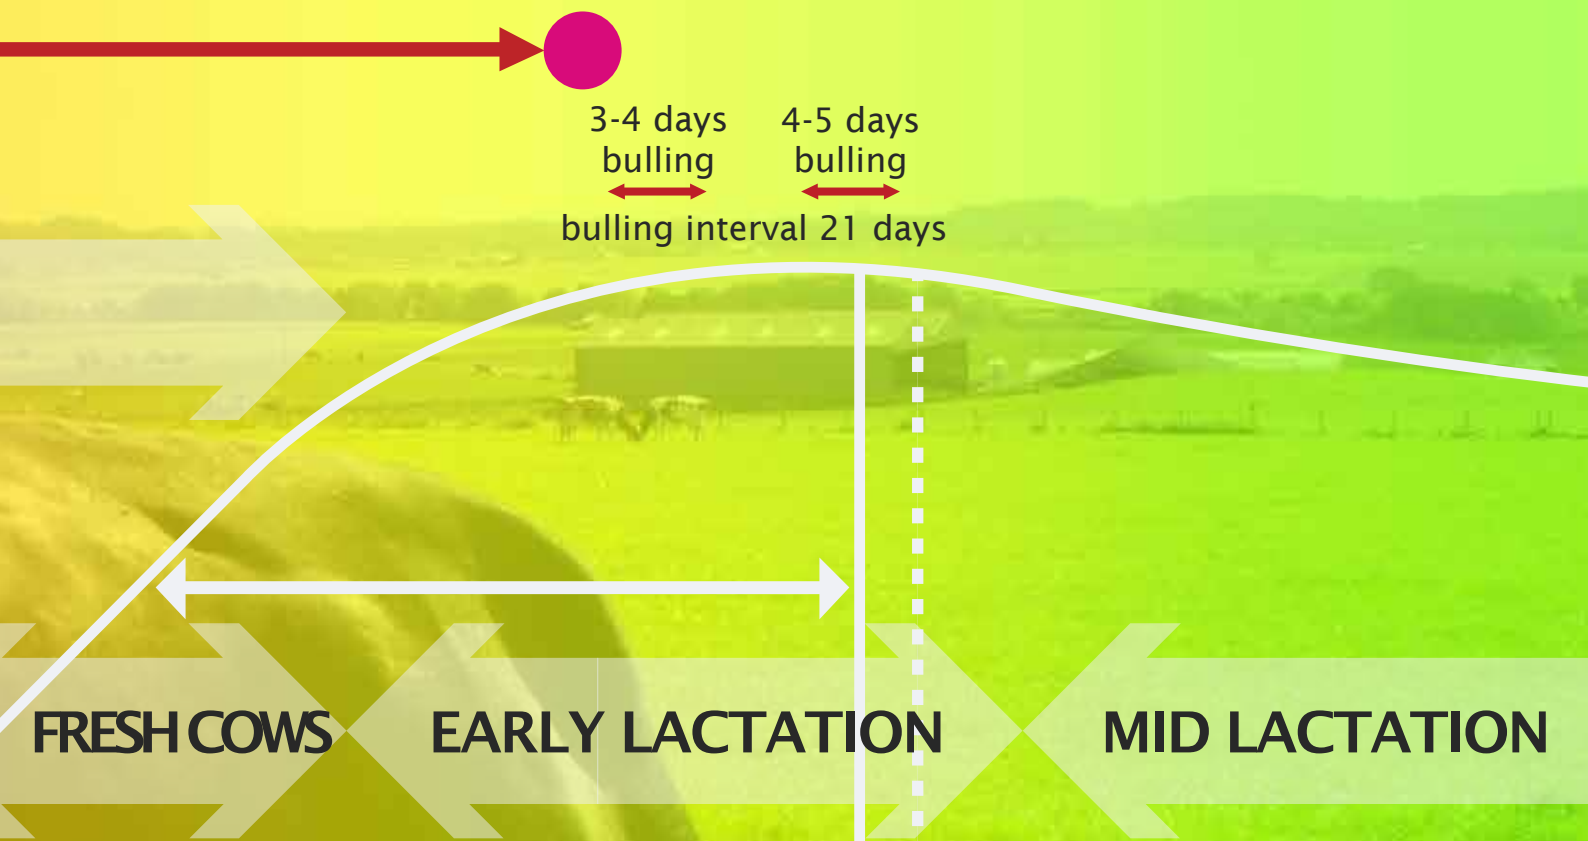 3-4 days
bulling
4-5 days
bulling
bulling interval 21 days
FRESH COWS
EARLY LACTATION
MID LACTATION